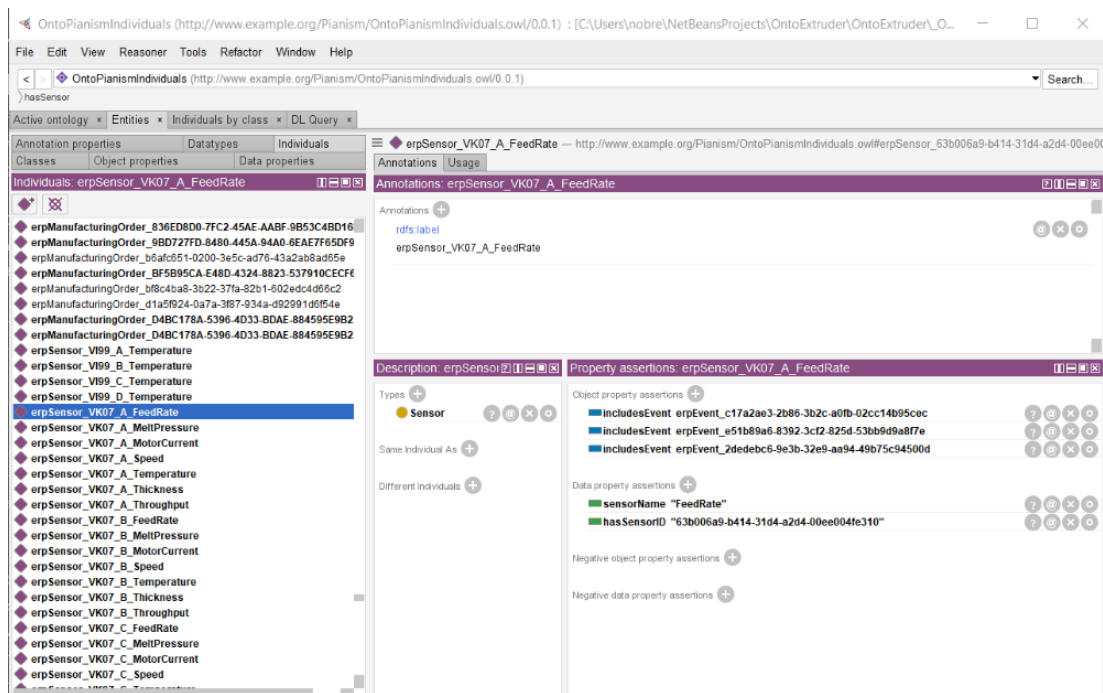 OntoPianismIndividuals (http://www.example.org/Pianism/OntoPianismIndividuals.owl/0.0.1) : [C:\Users\nobre\NetBeansProjects\OntoExtruder\OntoExtruder\_O...
File Edit View Reasoner Tools Refactor Window Help
< > OntoPianismIndividuals (http://www.example.org/Pianism/OntoPianismIndividuals.owl/0.0.1) Search...
hasSensor
Active ontology × Entities × Individuals by class × DL Query ×
Annotation properties Datatypes Individuals
Classes Object properties Data properties
Individuals: erpSensor_VK07_A_FeedRate
erpManufacturingOrder_836ED8D0-7FC2-45AE-AABF-9B53C4BD16
erpManufacturingOrder_9BD727FD-8480-445A-94A0-6EAE7F65DF9
erpManufacturingOrder_b6afc651-0200-3e5c-ad76-43a2ab8ad65e
erpManufacturingOrder_BF5B95CA-E48D-4324-8823-537910CECF6
erpManufacturingOrder_bf8c4ba8-3b22-37fa-82b1-602edc4d66c2
erpManufacturingOrder_d1a5f924-0a7a-3f87-934a-d92991d6f54e
erpManufacturingOrder_D4BC178A-5396-4D33-BDAE-884595E9B2
erpManufacturingOrder_D4BC178A-5396-4D33-BDAE-884595E9B2
erpSensor_VI99_A_Temperature
erpSensor_VI99_B_Temperature
erpSensor_VI99_C_Temperature
erpSensor_VI99_D_Temperature
erpSensor_VK07_A_FeedRate
erpSensor_VK07_A_MeltPressure
erpSensor_VK07_A_MotorCurrent
erpSensor_VK07_A_Speed
erpSensor_VK07_A_Temperature
erpSensor_VK07_A_Thickness
erpSensor_VK07_A_Throughput
erpSensor_VK07_B_FeedRate
erpSensor_VK07_B_MeltPressure
erpSensor_VK07_B_MotorCurrent
erpSensor_VK07_B_Speed
erpSensor_VK07_B_Temperature
erpSensor_VK07_B_Thickness
erpSensor_VK07_B_Throughput
erpSensor_VK07_C_FeedRate
erpSensor_VK07_C_MeltPressure
erpSensor_VK07_C_MotorCurrent
erpSensor_VK07_C_Speed
erpSensor_VK07_A_FeedRate — http://www.example.org/Pianism/OntoPianismIndividuals.owl#erpSensor_63b006a9-b414-31d4-a2d4-00ee00
Annotations Usage
Annotations: erpSensor_VK07_A_FeedRate
Annotations
rdfs:label
erpSensor_VK07_A_FeedRate
Description: erpSensor
Types
Sensor
Same Individual As
Different Individuals
Property assertions: erpSensor_VK07_A_FeedRate
Object property assertions
includesEvent erpEvent_c17a2ae3-2b86-3b2c-a0fb-02cc14b95cec
includesEvent erpEvent_e51b89a6-8392-3cf2-825d-53bb9d9a8f7e
includesEvent erpEvent_2dedebc6-9e3b-32e9-aa94-49b75c94500d
Data property assertions
sensorName "FeedRate"
hasSensorID "63b006a9-b414-31d4-a2d4-00ee004fe310"
Negative object property assertions
Negative data property assertions